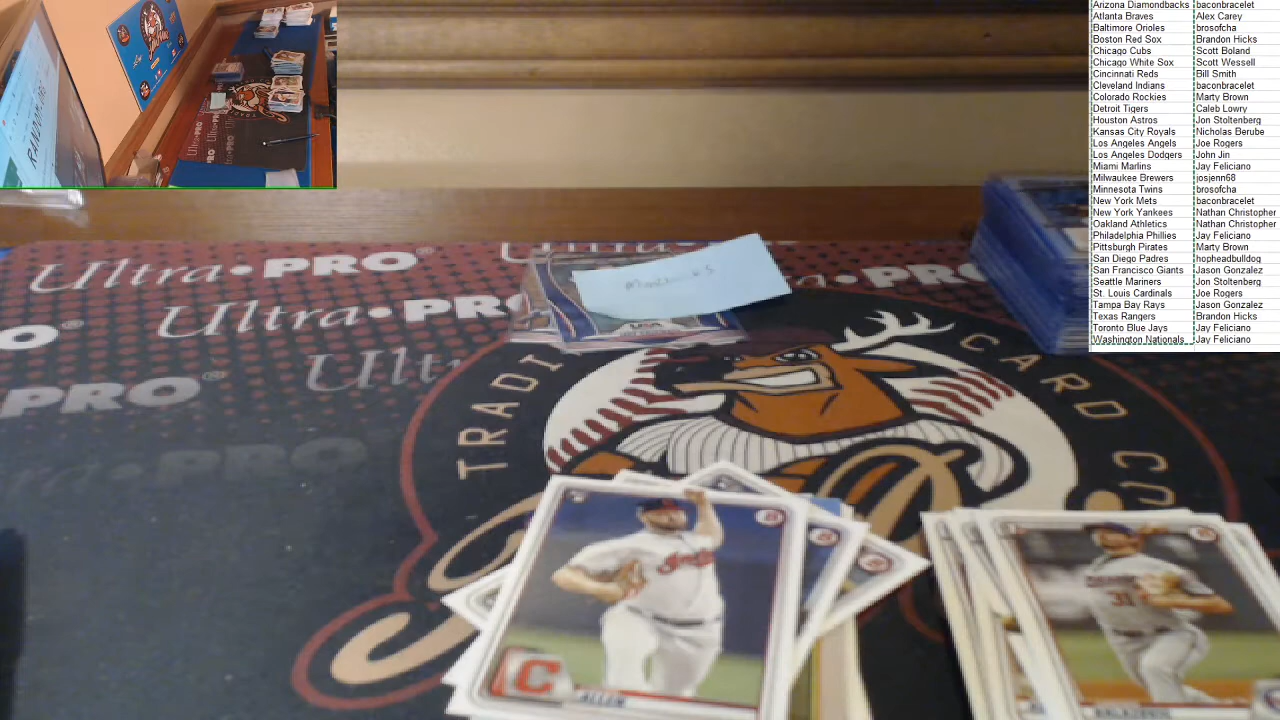 Arizona Diamondbacks baconbracelet
Atlanta Braves Alex Carey
Baltimore Orioles brosofcha
Boston Red Sox Brandon Hicks
Chicago Cubs Scott Boland
Chicago White Sox Scott Wessell
Cincinnati Reds Bill Smith
Cleveland Indians baconbracelet
Colorado Rockies Marty Brown
Detroit Tigers Caleb Lowry
Houston Astros Jon Stoltenberg
Kansas City Royals Nicholas Berube
Los Angeles Angels Joe Rogers
Los Angeles Dodgers John Jin
Miami Marlins Jay Feliciano
Milwaukee Brewers josjenn68
Minnesota Twins brosofcha
New York Mets baconbracelet
New York Yankees Nathan Christopher
Oakland Athletics Nathan Christopher
Philadelphia Phillies Jay Feliciano
Pittsburgh Pirates Marty Brown
San Diego Padres hopheadbulldog
San Francisco Giants Jason Gonzalez
Seattle Mariners Jon Stoltenberg
St. Louis Cardinals Joe Rogers
Tampa Bay Rays Jason Gonzalez
Texas Rangers Brandon Hicks
Toronto Blue Jays Jay Feliciano
Washington Nationals Jay Feliciano
Ultra•PRO®
Ultra•PRO
PRO®
Ult
PRO®
PRO
TRADI CARD CO
Indians
C
ALLEN
31